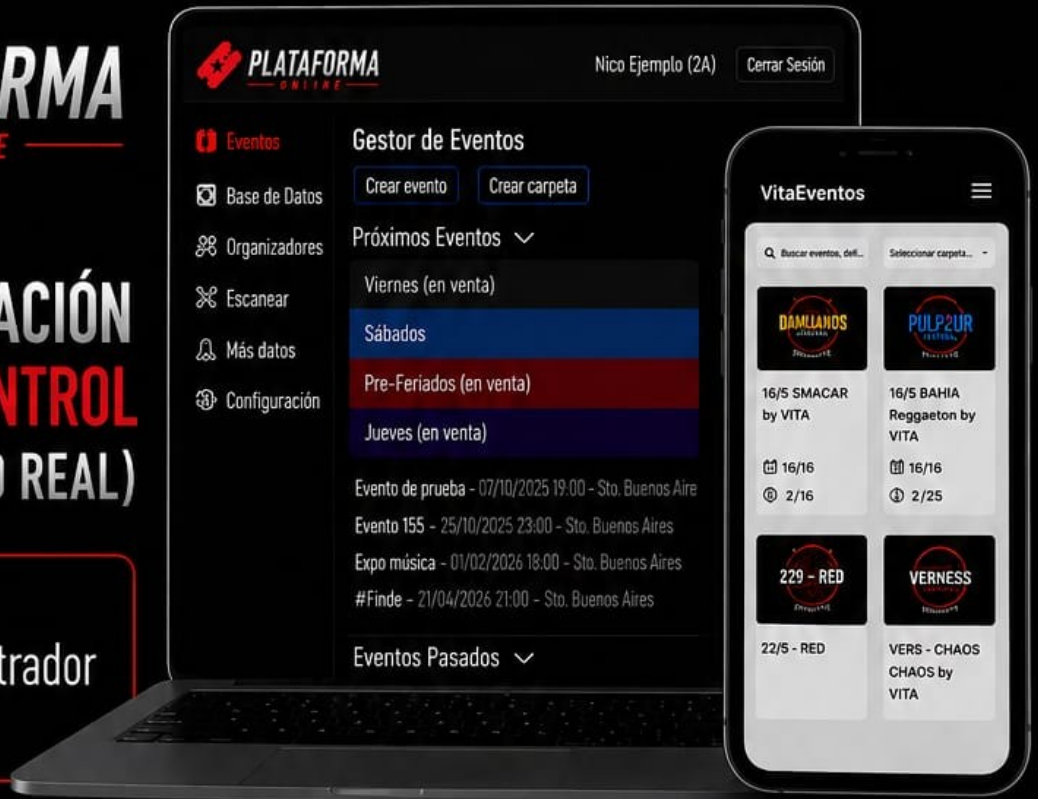 RMA
E
ACIÓN
NTROL
O REAL)
trador
PLATAFORMA
ONLINE
Nico Ejemplo (2A)
Cerrar Sesión
Eventos
Base de Datos
Organizadores
Escanear
Más datos
Configuración
Gestor de Eventos
Crear evento
Crear carpeta
Próximos Eventos
Viernes (en venta)
Sábados
Pre-Feriados (en venta)
Jueves (en venta)
Evento de prueba - 07/10/2025 19:00 - Sto. Buenos Aire
Evento 155 - 25/10/2025 23:00 - Sto. Buenos Aires
Expo música - 01/02/2026 18:00 - Sto. Buenos Aires
#Finde - 21/04/2026 21:00 - Sto. Buenos Aires
Eventos Pasados
VitaEventos
Buscar eventos, defi...
Seleccionar carpeta...
PULP2UR
16/5 SMACAR
by VITA
16/16
2/16
16/5 BAHIA
Reggaeton by
VITA
16/16
2/25
229 - RED
VERNESS
22/5 - RED
VERS - CHAOS
CHAOS by
VITA